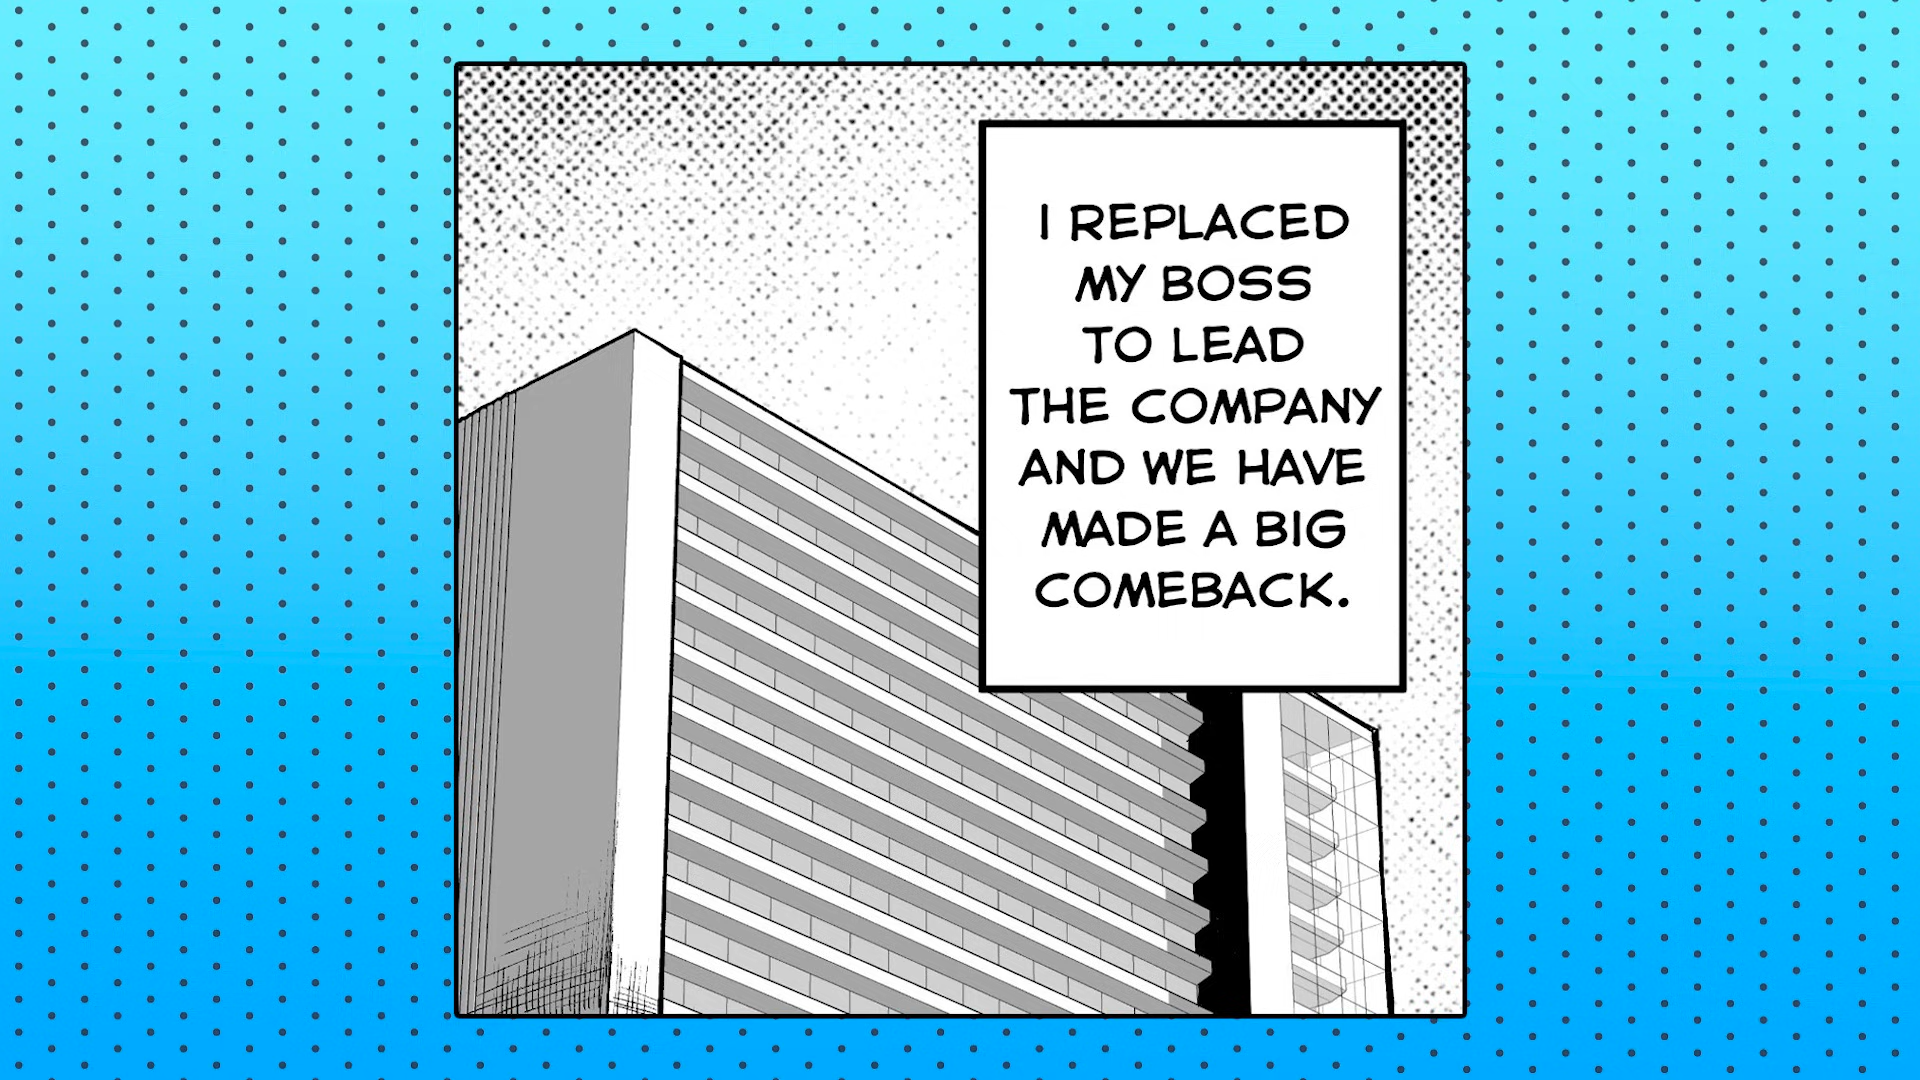 I REPLACED
MY BOSS
TO LEAD
THE COMPANY
AND WE HAVE
MADE A BIG
COMEBACK.